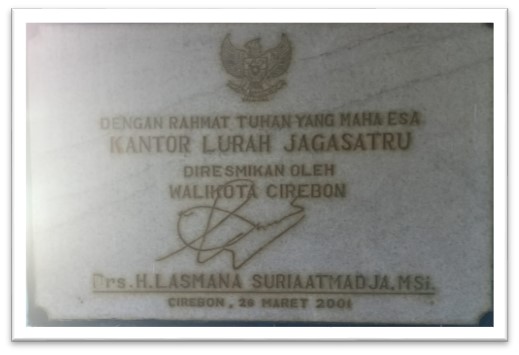 DENGAN RAHMAT TUHAN YANG MAHA ESA
KANTOR LURAH JAGASATRU
DIRESMIKAN OLEH
WALIKOTA CIREBON
Drs.H.LASMANA SURIAATMADJA,MSi.
CIREBON, 29 MARET 2001